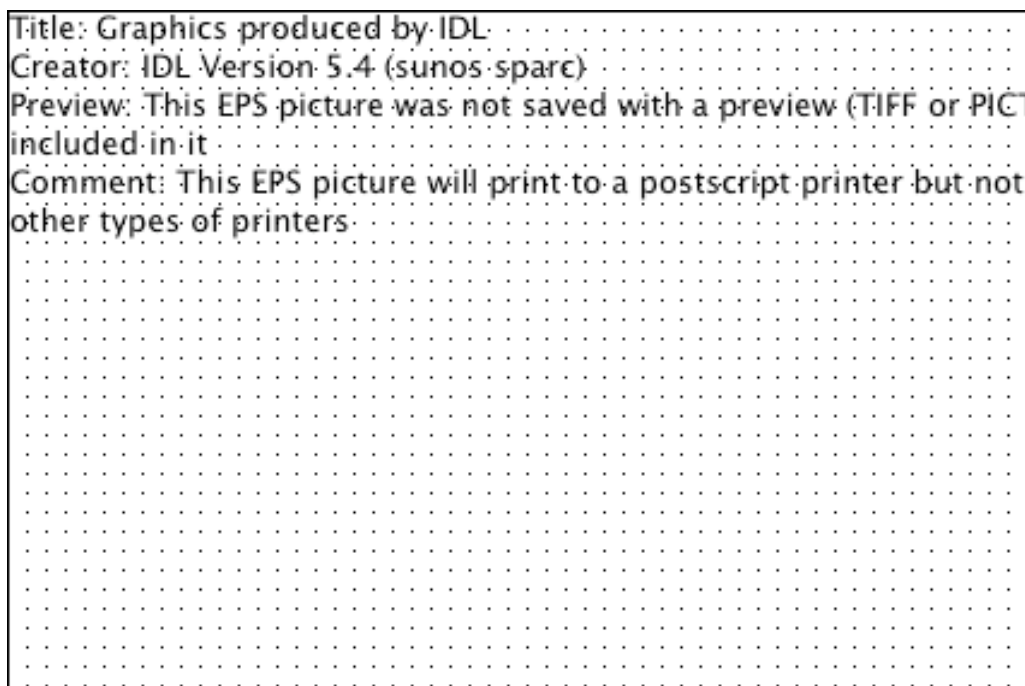 Title: Graphics produced by IDL
Creator: IDL Version 5.4 (sunos sparc)
Preview: This EPS picture was not saved with a preview (TIFF or PICT
included in it
Comment: This EPS picture will print to a postscript printer but not
other types of printers